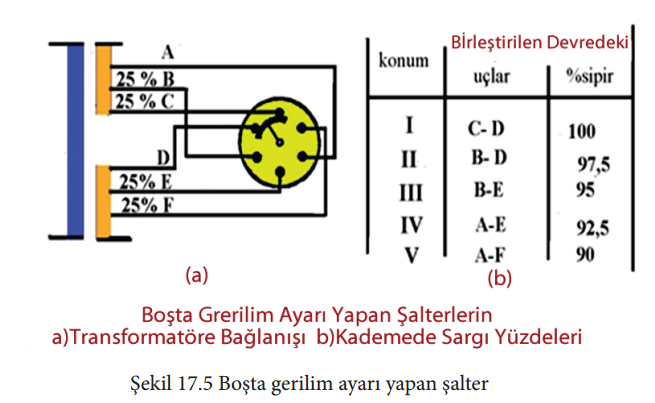 A
25 % B
25 % C
D
25% E
25% F
(a)
Birleştirilen Devredeki
konum uçlar %sipir
I C- D 100
II B- D 97,5
III B-E 95
IV A-E 92,5
V A-F 90
(b)
Boşta Grerilim Ayarı Yapan Şalterlerin
a)Transformatöre Bağlanışı b)Kademede Sargı Yüzdeleri
Şekil 17.5 Boşta gerilim ayarı yapan şalter